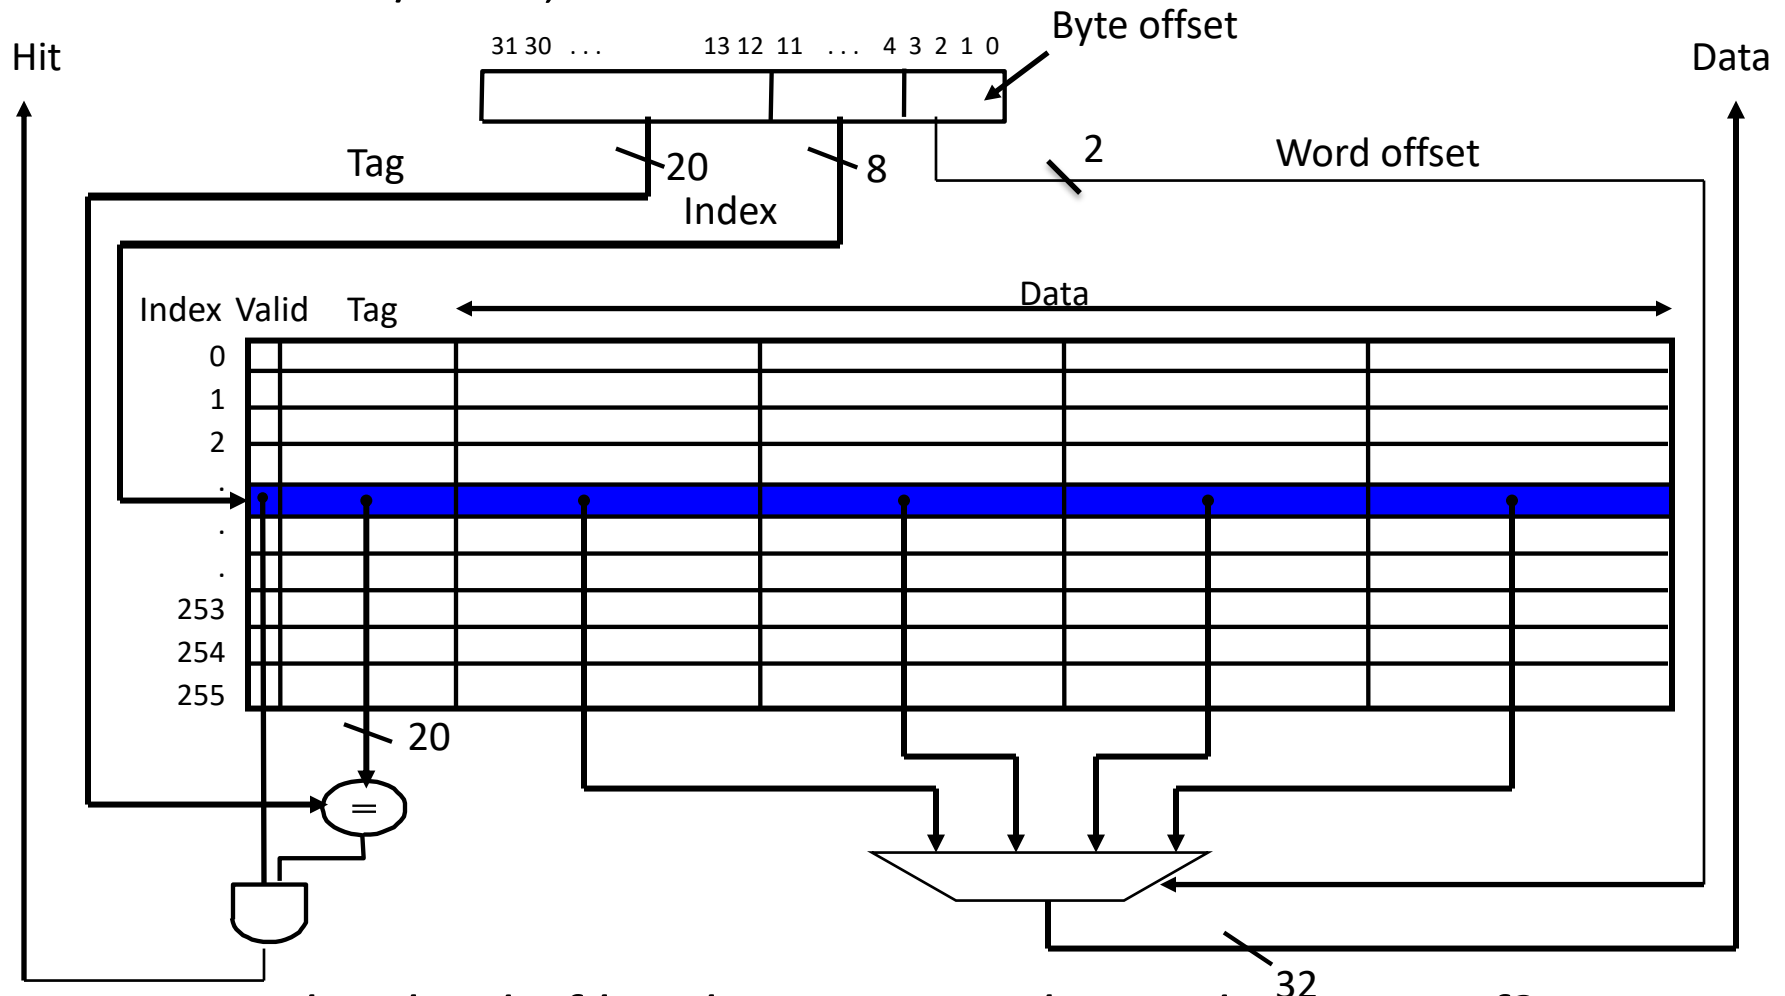 Byte offset
31 30 ... 13 12 11 ... 4 3 2 1 0
Hit
Data
Tag
20
8
2
Word offset
Index
Index Valid Tag Data
0
1
2
.
.
.
253
254
255
20
=
32